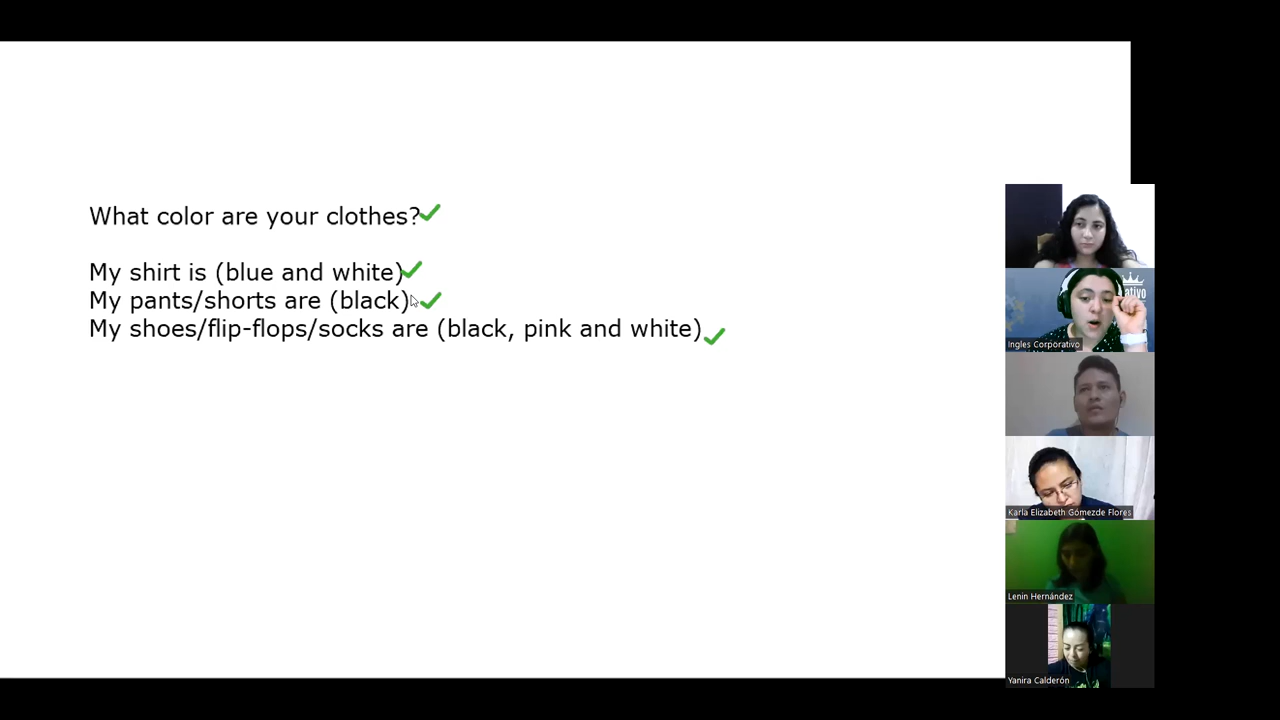 What color are your clothes?
My shirt is (blue and white)
My pants/shorts are (black)
My shoes/flip-flops/socks are (black, pink and white)
ativo
Ingles Corporativo
Karla Elizabeth Gómezde Flores
Lenin Hernández
Yanira Calderón